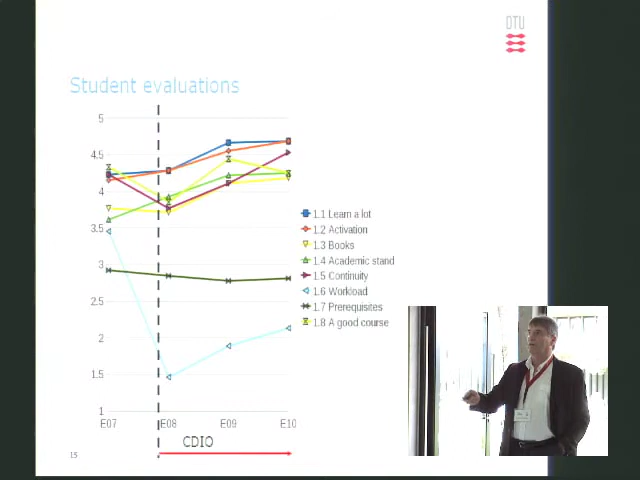 DTU
Student evaluations
5
4.5
4
3.5
3
2.5
2
1.5
1
E07 E08 E09 E10
1.1 Learn a lot
1.2 Activation
1.3 Books
1.4 Academic stand
1.5 Continuity
1.6 Workload
1.7 Prerequisites
1.8 A good course
CDIO
15